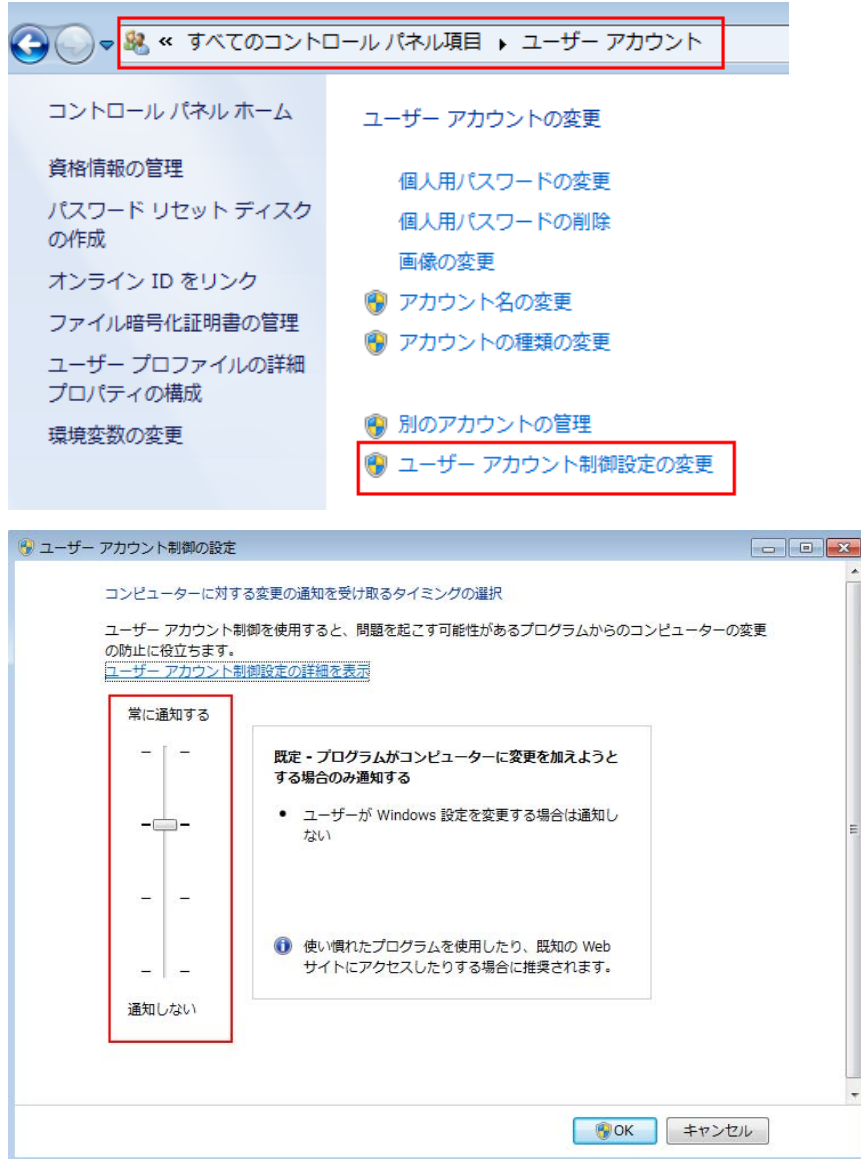 « すべてのコントロール パネル項目 ▸ ユーザー アカウント
コントロール パネル ホーム
資格情報の管理
パスワード リセット ディスク
の作成
オンライン ID をリンク
ファイル暗号化証明書の管理
ユーザー プロファイルの詳細
プロパティの構成
環境変数の変更
ユーザー アカウントの変更
個人用パスワードの変更
個人用パスワードの削除
画像の変更
アカウント名の変更
アカウントの種類の変更
別のアカウントの管理
ユーザー アカウント制御設定の変更
ユーザー アカウント制御の設定
コンピューターに対する変更の通知を受け取るタイミングの選択
ユーザー アカウント制御を使用すると、問題を起こす可能性があるプログラムからのコンピューターの変更
の防止に役立ちます。
ユーザー アカウント制御設定の詳細を表示
常に通知する
通知しない
既定 - プログラムがコンピューターに変更を加えようと
する場合のみ通知する
• ユーザーが Windows 設定を変更する場合は通知し
ない
使い慣れたプログラムを使用したり、既知の Web
サイトにアクセスしたりする場合に推奨されます。
OK
キャンセル